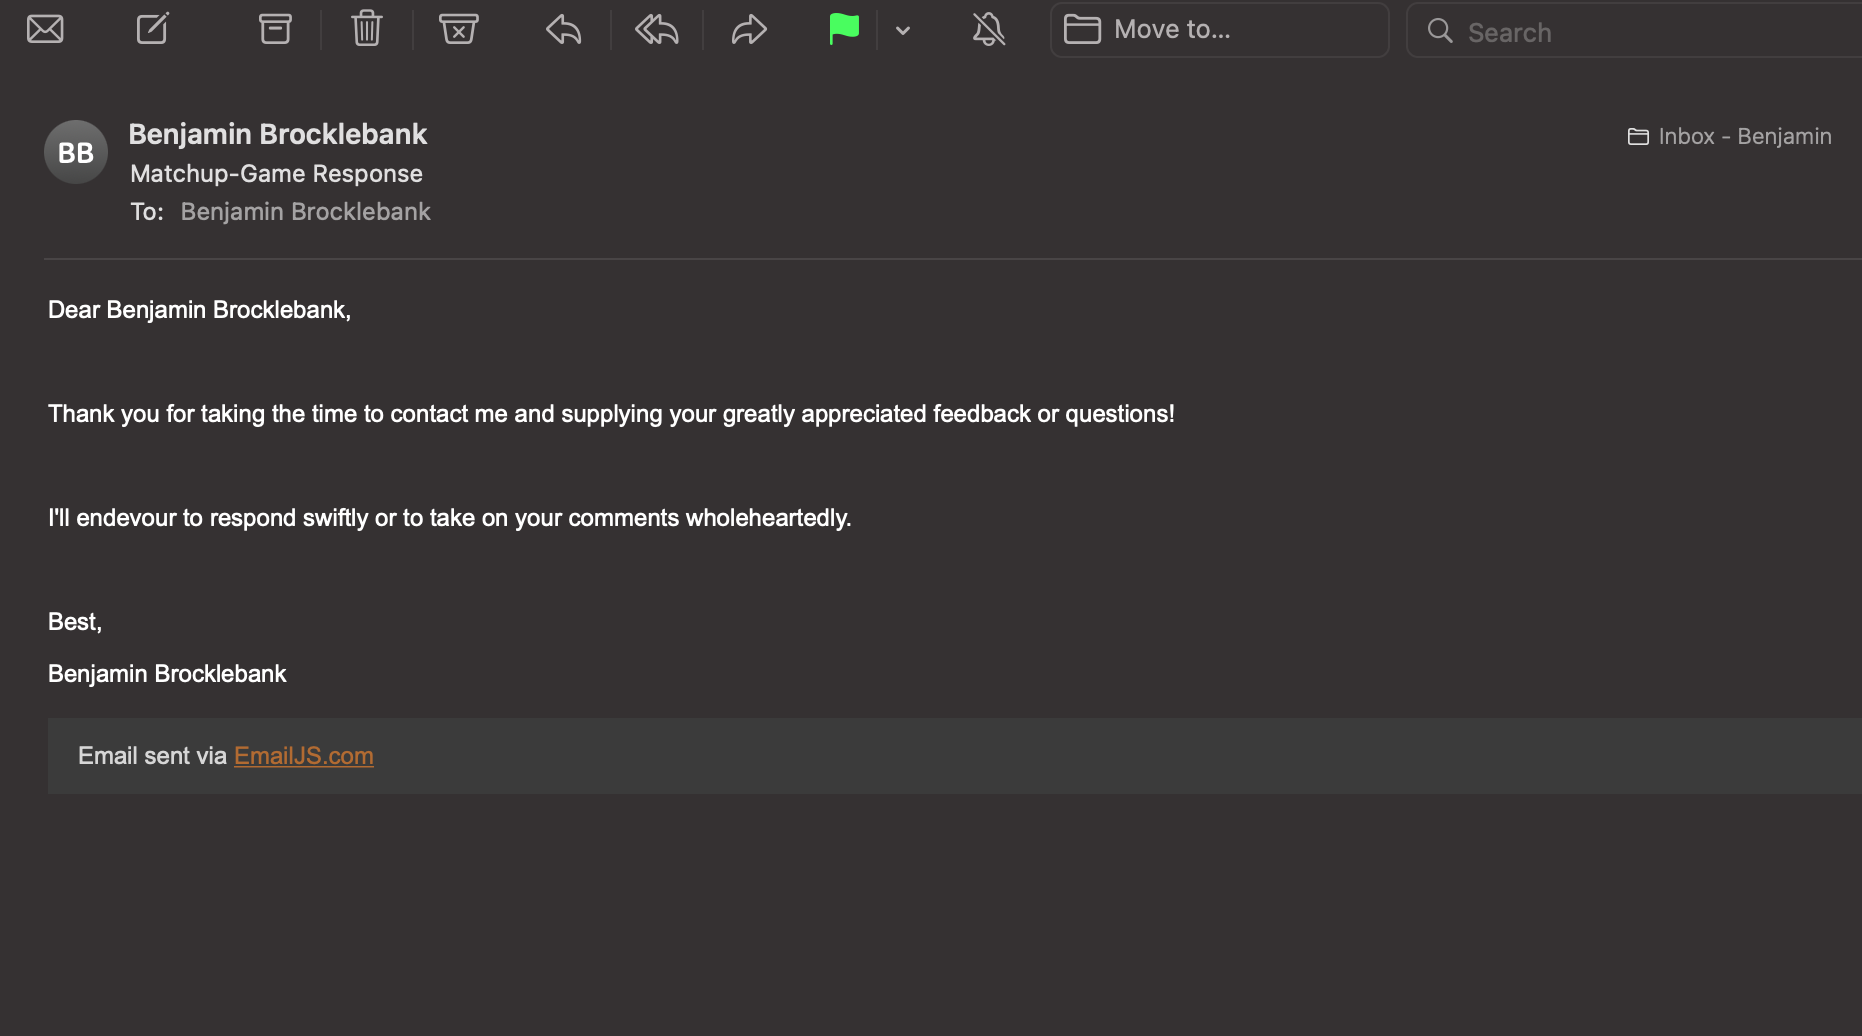 Move to...
Search
BB
Benjamin Brocklebank
Inbox - Benjamin
Matchup-Game Response
To: Benjamin Brocklebank
Dear Benjamin Brocklebank,
Thank you for taking the time to contact me and supplying your greatly appreciated feedback or questions!
I'll endevour to respond swiftly or to take on your comments wholeheartedly.
Best,
Benjamin Brocklebank
Email sent via EmailJS.com